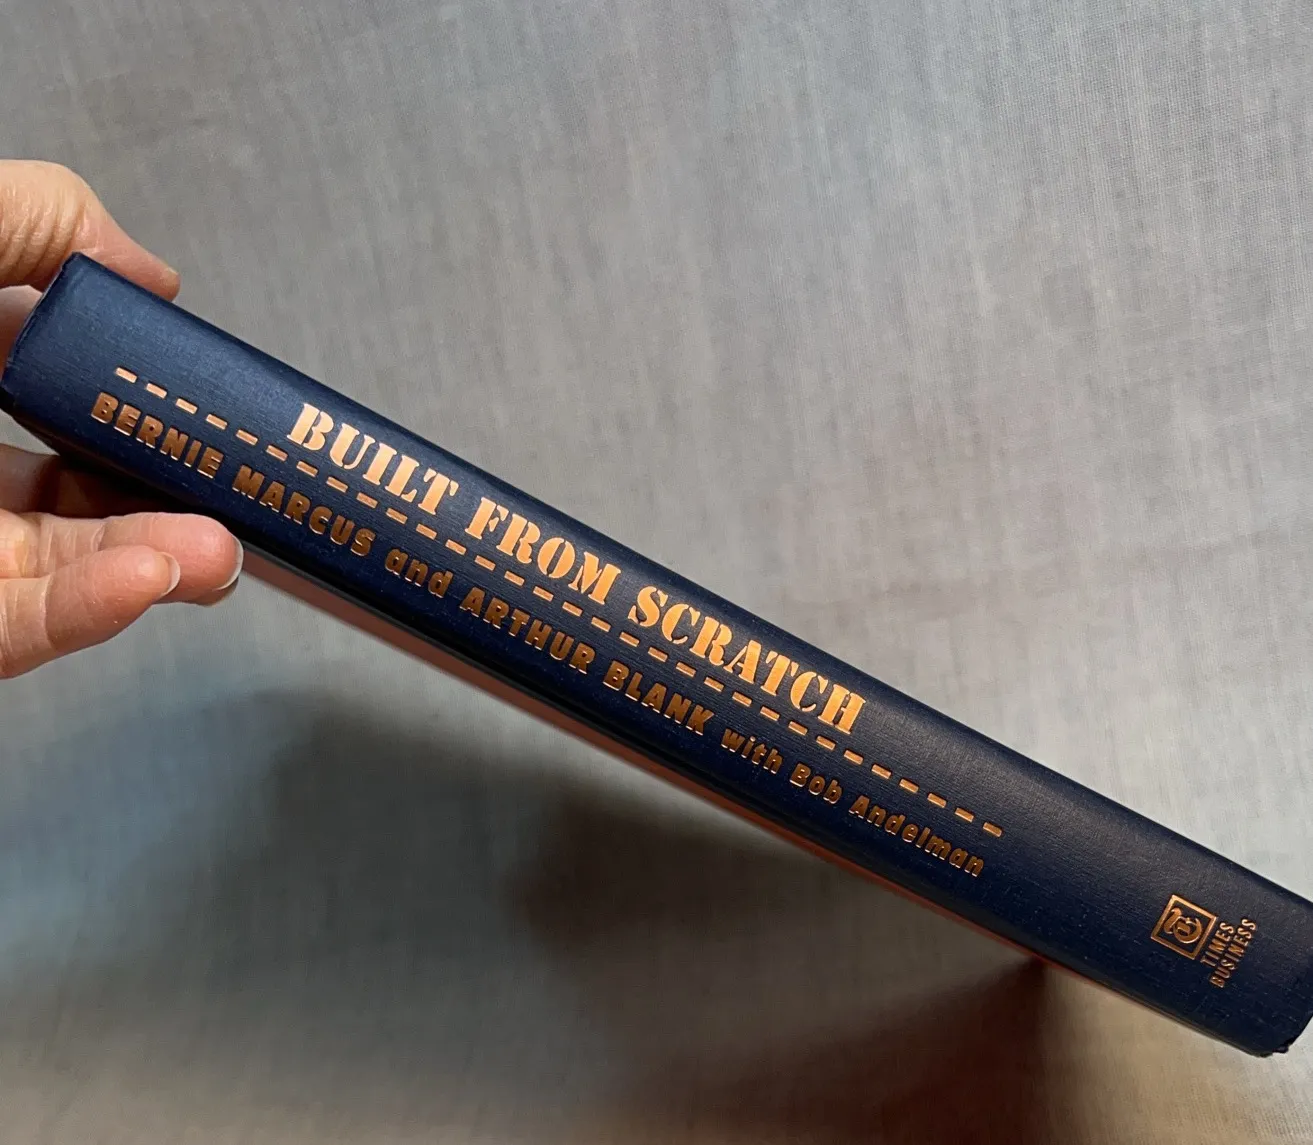 BUILT FROM SCRATCH
BERNIE MARCUS and ARTHUR BLANK with Bob Andelman
TIMES
BUSINESS